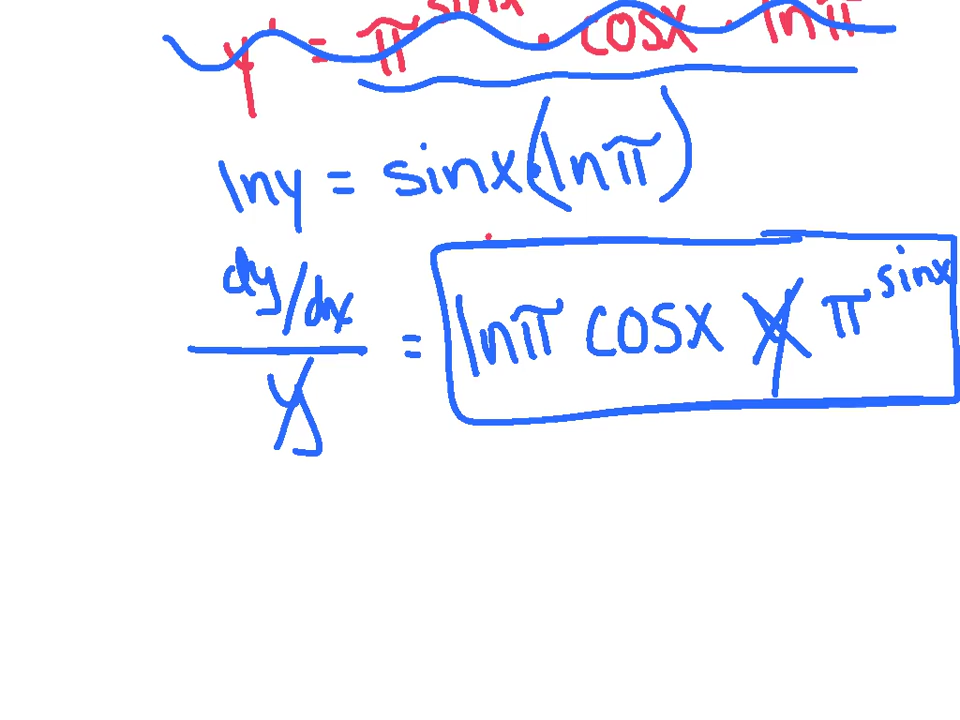 y' = π^sinx · cosx · lnπ
lny = sinx(·lnπ)
dy/dx / y = lnπ cosx y π^sinx